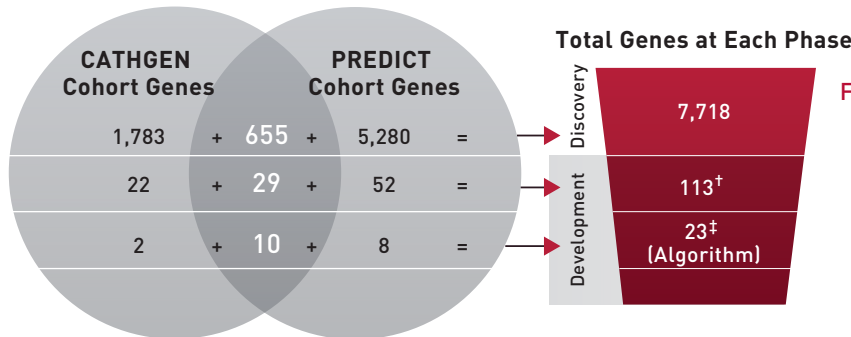 Total Genes at Each Phase
CATHGEN
Cohort Genes
PREDICT
Cohort Genes
1,783 + 655 + 5,280 =
Discovery
7,718
F
22 + 29 + 52 =
Development
113†
2 + 10 + 8 =
23‡
(Algorithm)